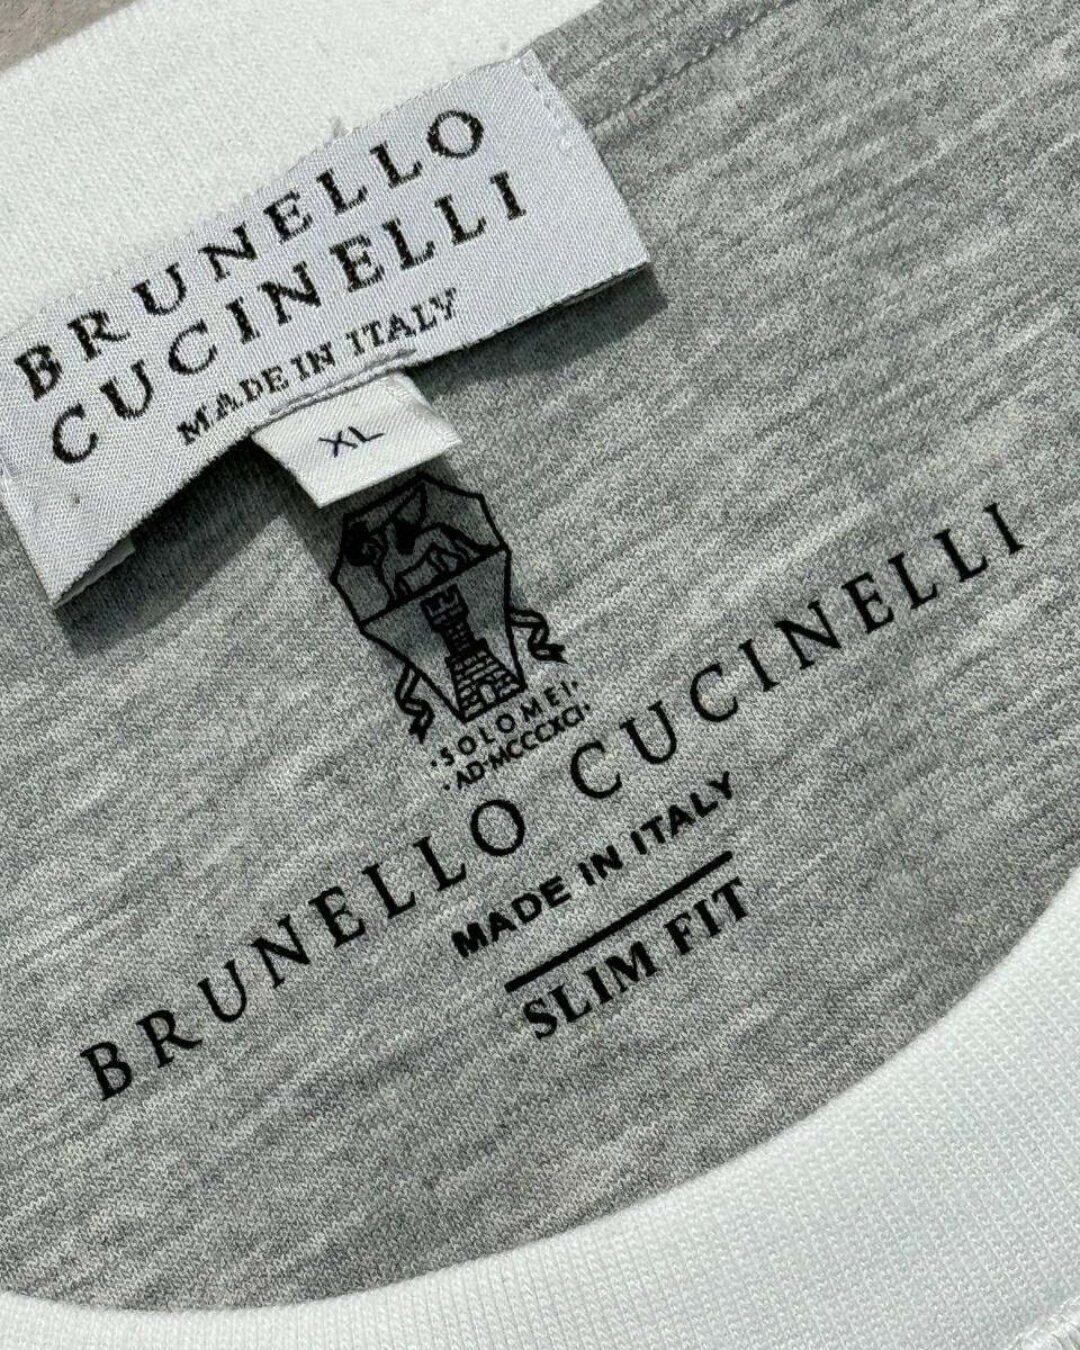 BRUNELLO
CUCINELLI
MADE IN ITALY
XL
·SOLOMEI·
·AD·MCCCXCI·
BRUNELLO CUCINELLI
MADE IN ITALY
SLIM FIT